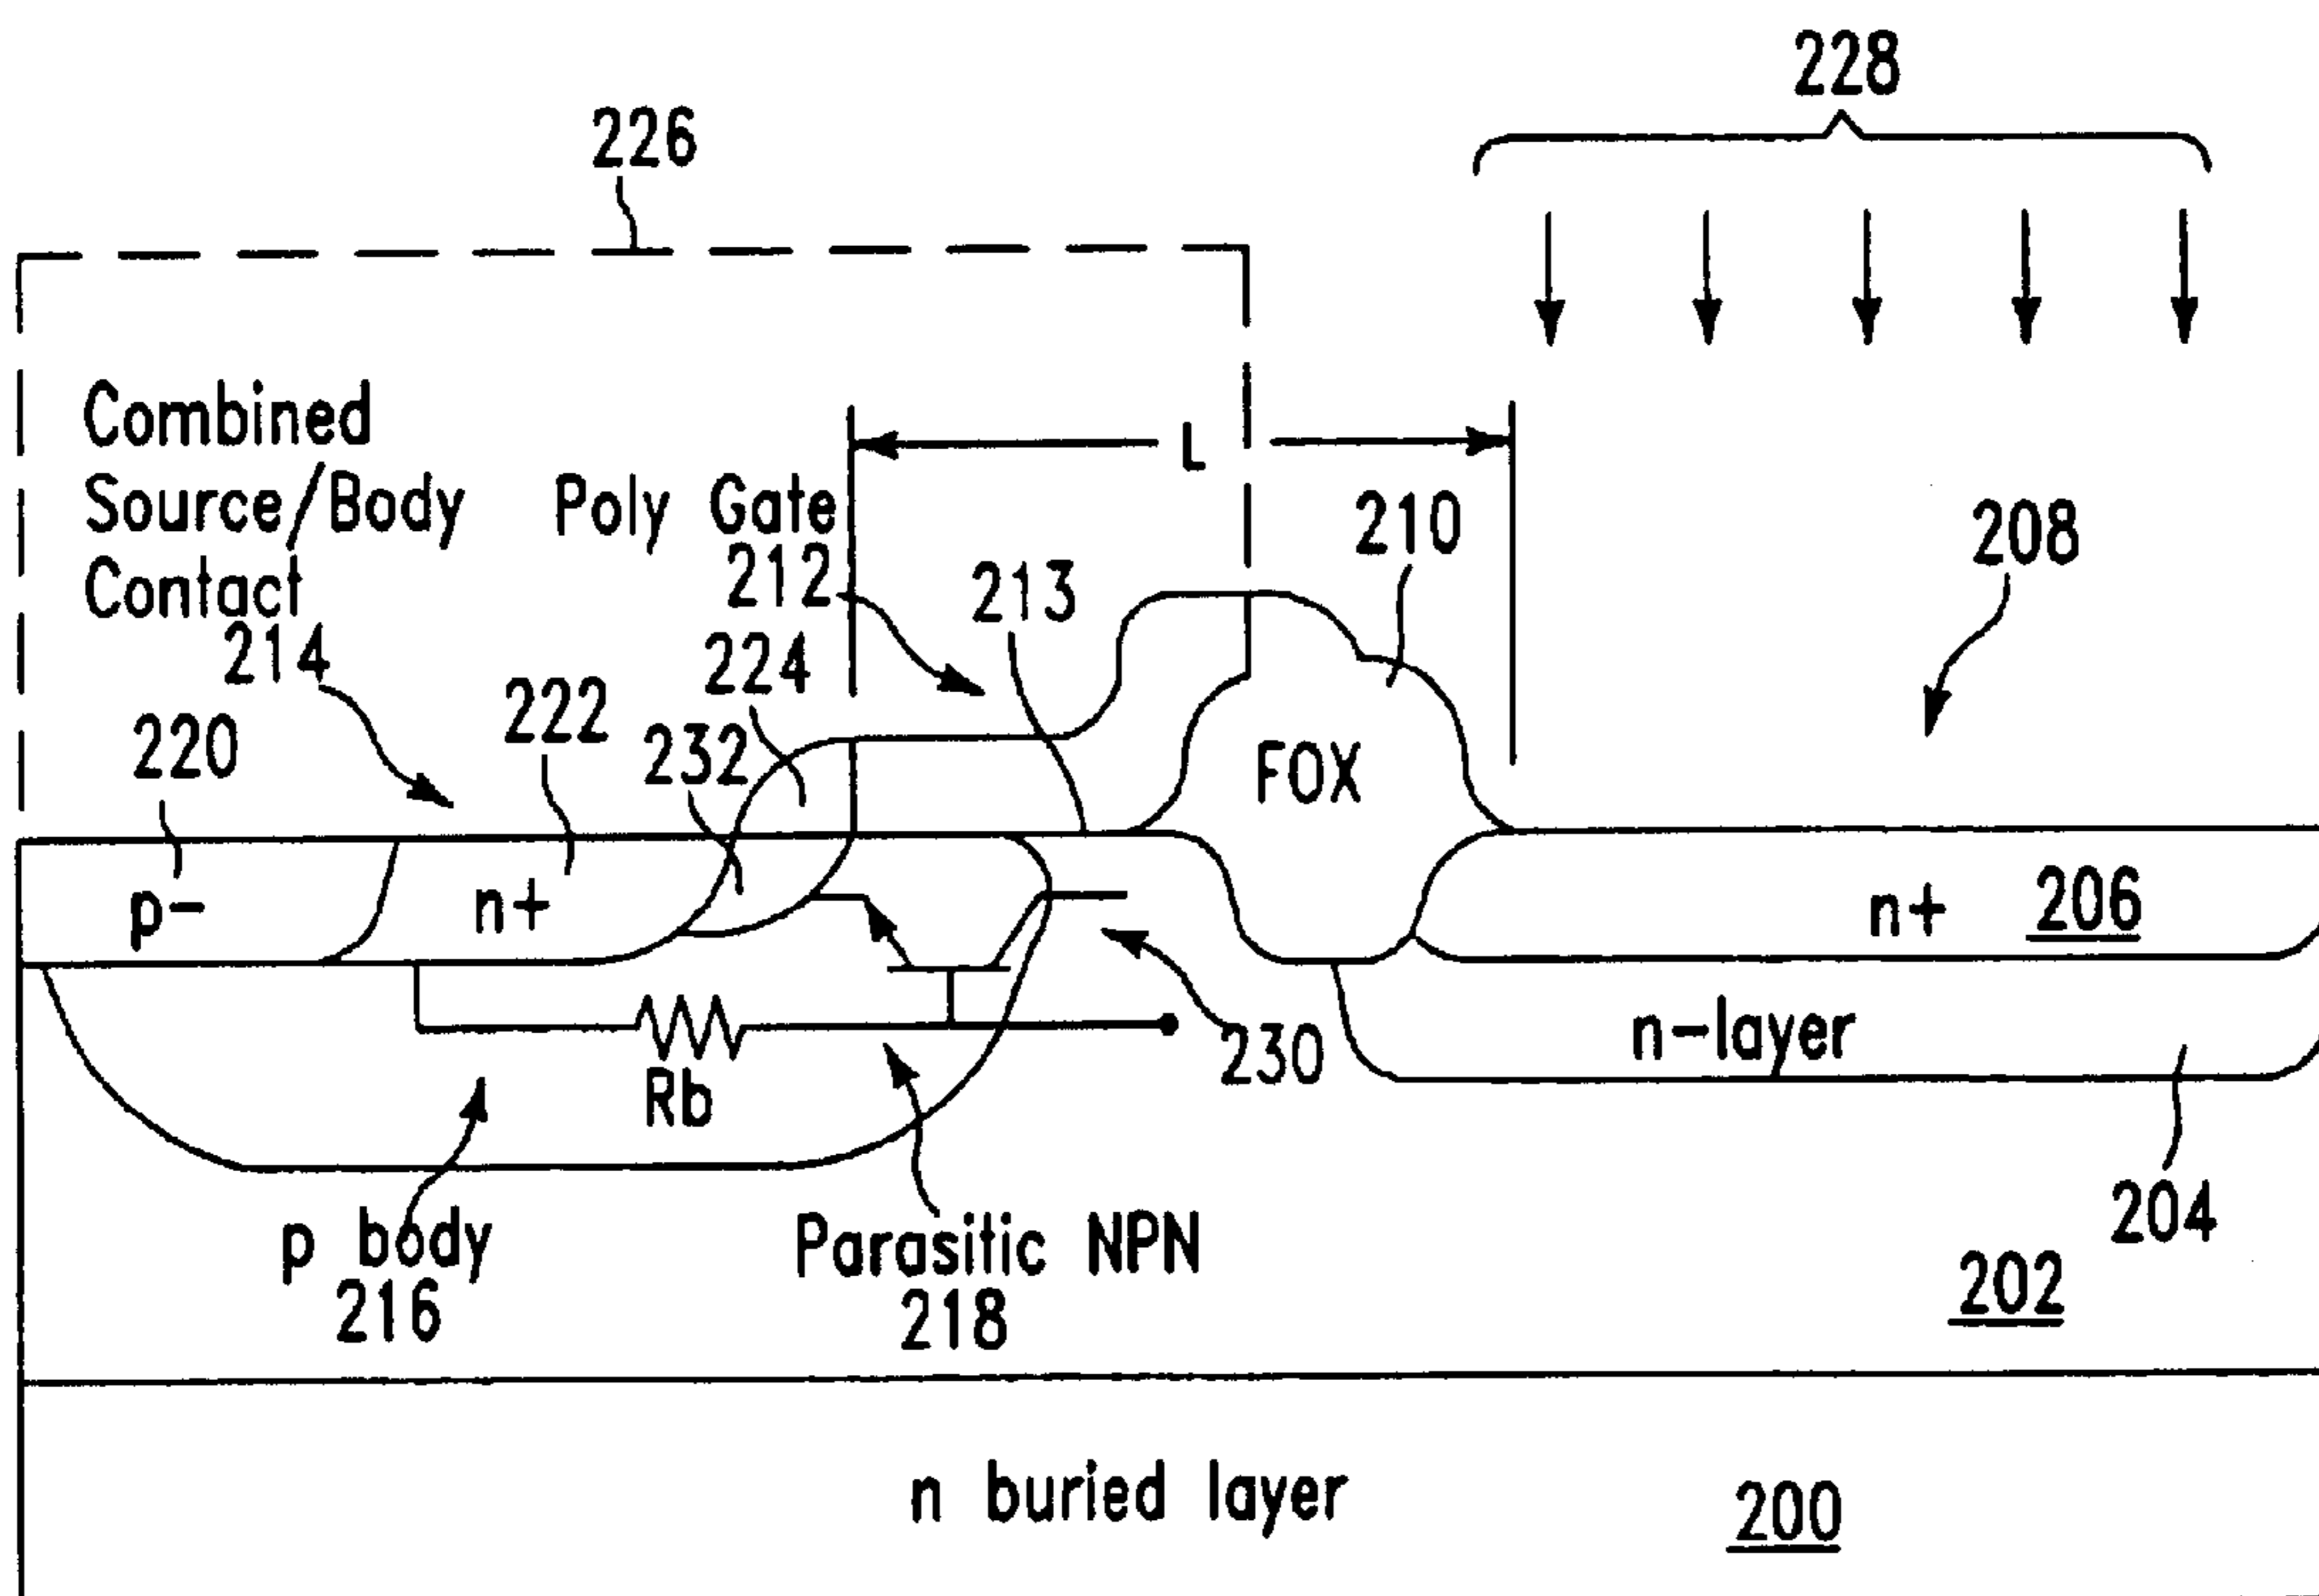 228
226
L
Combined
Source/Body
Contact
214
Poly Gate
212
213
210
208
224
222
232
220
FOX
p-
n+
n+ 206
n-layer
230
Rb
204
p body
216
Parasitic NPN
218
202
n buried layer
200